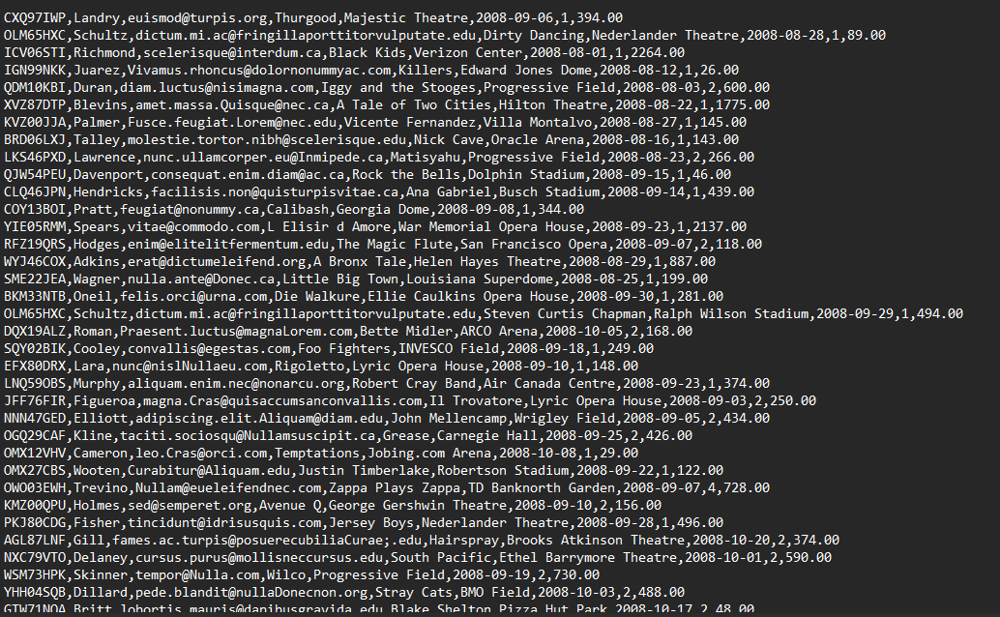 CXQ97IWP,Landry,euismod@turpis.org,Thurgood,Majestic Theatre,2008-09-06,1,394.00
OLM65HXC,Schultz,dictum.mi.ac@fringillaporttitorvulputate.edu,Dirty Dancing,Nederlander Theatre,2008-08-28,1,89.00
ICV06STI,Richmond,scelerisque@interdum.ca,Black Kids,Verizon Center,2008-08-01,1,2264.00
IGN99NKK,Juarez,Vivamus.rhoncus@dolornonummyac.com,Killers,Edward Jones Dome,2008-08-12,1,26.00
QDM10KBI,Duran,diam.luctus@nisimagna.com,Iggy and the Stooges,Progressive Field,2008-08-03,2,600.00
XVZ87DTP,Blevins,amet.massa.Quisque@nec.ca,A Tale of Two Cities,Hilton Theatre,2008-08-22,1,1775.00
KVZ00JJA,Palmer,Fusce.feugiat.Lorem@nec.edu,Vicente Fernandez,Villa Montalvo,2008-08-27,1,145.00
BRD06LXJ,Talley,molestie.tortor.nibh@scelerisque.edu,Nick Cave,Oracle Arena,2008-08-16,1,143.00
LKS46PXD,Lawrence,nunc.ullamcorper.eu@Inmipede.ca,Matisyahu,Progressive Field,2008-08-23,2,266.00
QJW54PEU,Davenport,consequat.enim.diam@ac.ca,Rock the Bells,Dolphin Stadium,2008-09-15,1,46.00
CLQ46JPN,Hendricks,facilisis.non@quisturpisvitae.ca,Ana Gabriel,Busch Stadium,2008-09-14,1,439.00
COY13BOI,Pratt,feugiat@nonummy.ca,Calibash,Georgia Dome,2008-09-08,1,344.00
YIE05RMM,Spears,vitae@commodo.com,L Elisir d Amore,War Memorial Opera House,2008-09-23,1,2137.00
RFZ19QRS,Hodges,enim@elitelitfermentum.edu,The Magic Flute,San Francisco Opera,2008-09-07,2,118.00
WYJ46COX,Adkins,erat@dictumeleifend.org,A Bronx Tale,Helen Hayes Theatre,2008-08-29,1,887.00
SME22JEA,Wagner,nulla.ante@Donec.ca,Little Big Town,Louisiana Superdome,2008-08-25,1,199.00
BKM33NTB,Oneil,felis.orci@urna.com,Die Walkure,Ellie Caulkins Opera House,2008-09-30,1,281.00
OLM65HXC,Schultz,dictum.mi.ac@fringillaporttitorvulputate.edu,Steven Curtis Chapman,Ralph Wilson Stadium,2008-09-29,1,494.00
DQX19ALZ,Roman,Praesent.luctus@magnaLorem.com,Bette Midler,ARCO Arena,2008-10-05,2,168.00
SQY02BIK,Cooley,convallis@egestas.com,Foo Fighters,INVESCO Field,2008-09-18,1,249.00
EFX80DRX,Lara,nunc@nislNullaeu.com,Rigoletto,Lyric Opera House,2008-09-10,1,148.00
LNQ59OBS,Murphy,aliquam.enim.nec@nonarcu.org,Robert Cray Band,Air Canada Centre,2008-09-23,1,374.00
JFF76FIR,Figueroa,magna.Cras@quisaccumsanconvallis.com,Il Trovatore,Lyric Opera House,2008-09-03,2,250.00
NNN47GED,Elliott,adipiscing.elit.Aliquam@diam.edu,John Mellencamp,Wrigley Field,2008-09-05,2,434.00
OGQ29CAF,Kline,taciti.sociosqu@Nullamsuscipit.ca,Grease,Carnegie Hall,2008-09-25,2,426.00
OMX12VHV,Cameron,leo.Cras@orci.com,Temptations,Jobing.com Arena,2008-10-08,1,29.00
OMX27CBS,Wooten,Curabitur@Aliquam.edu,Justin Timberlake,Robertson Stadium,2008-09-22,1,122.00
OWO03EWH,Trevino,Nullam@eueleifendnec.com,Zappa Plays Zappa,TD Banknorth Garden,2008-09-07,4,728.00
KMZ00QPU,Holmes,sed@semperet.org,Avenue Q,George Gershwin Theatre,2008-09-10,2,156.00
PKJ80CDG,Fisher,tincidunt@idrisusquis.com,Jersey Boys,Nederlander Theatre,2008-09-28,1,496.00
AGL87LNF,Gill,fames.ac.turpis@posuerecubiliaCurae;.edu,Hairspray,Brooks Atkinson Theatre,2008-10-20,2,374.00
NXC79VTO,Delaney,cursus.purus@mollisneccursus.edu,South Pacific,Ethel Barrymore Theatre,2008-10-01,2,590.00
WSM73HPK,Skinner,tempor@Nulla.com,Wilco,Progressive Field,2008-09-19,2,730.00
YHH04SQB,Dillard,pede.blandit@nullaDonecnon.org,Stray Cats,BMO Field,2008-10-03,2,488.00
GTW71NOA,Britt,lobortis.mauris@dapibusgravida.edu,Blake Shelton,Pizza Hut Park,2008-10-17,2,48.00